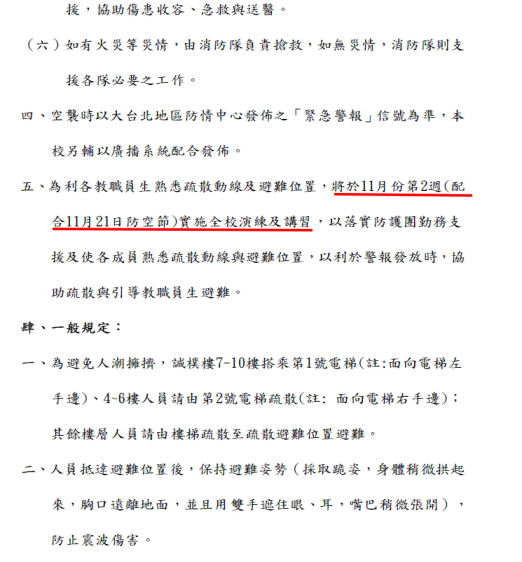 援，協助傷患收容、急救與送醫。
（六）如有火災等災情，由消防隊負責搶救，如無災情，消防隊則支
援各隊必要之工作。
四、空襲時以大台北地區防情中心發佈之「緊急警報」信號為準，本
校另輔以廣播系統配合發佈。
五、為利各教職員生熟悉疏散動線及避難位置，將於11月份第2週(配
合11月21日防空節)實施全校演練及講習，以落實防護團勤務支
援及使各成員熟悉疏散動線與避難位置，以利於警報發放時，協
助疏散與引導教職員生避難。
肆、一般規定：
一、為避免人潮擁擠，誠樸樓7-10樓搭乘第1號電梯(註:面向電梯左
手邊)、4~6樓人員請由第2號電梯疏散(註: 面向電梯右手邊)；
其餘樓層人員請由樓梯疏散至疏散避難位置避難。
二、人員抵達避難位置後，保持避難姿勢（採取跪姿，身體稍微拱起
來，胸口遠離地面，並且用雙手遮住眼、耳，嘴巴稍微張開），
防止震波傷害。